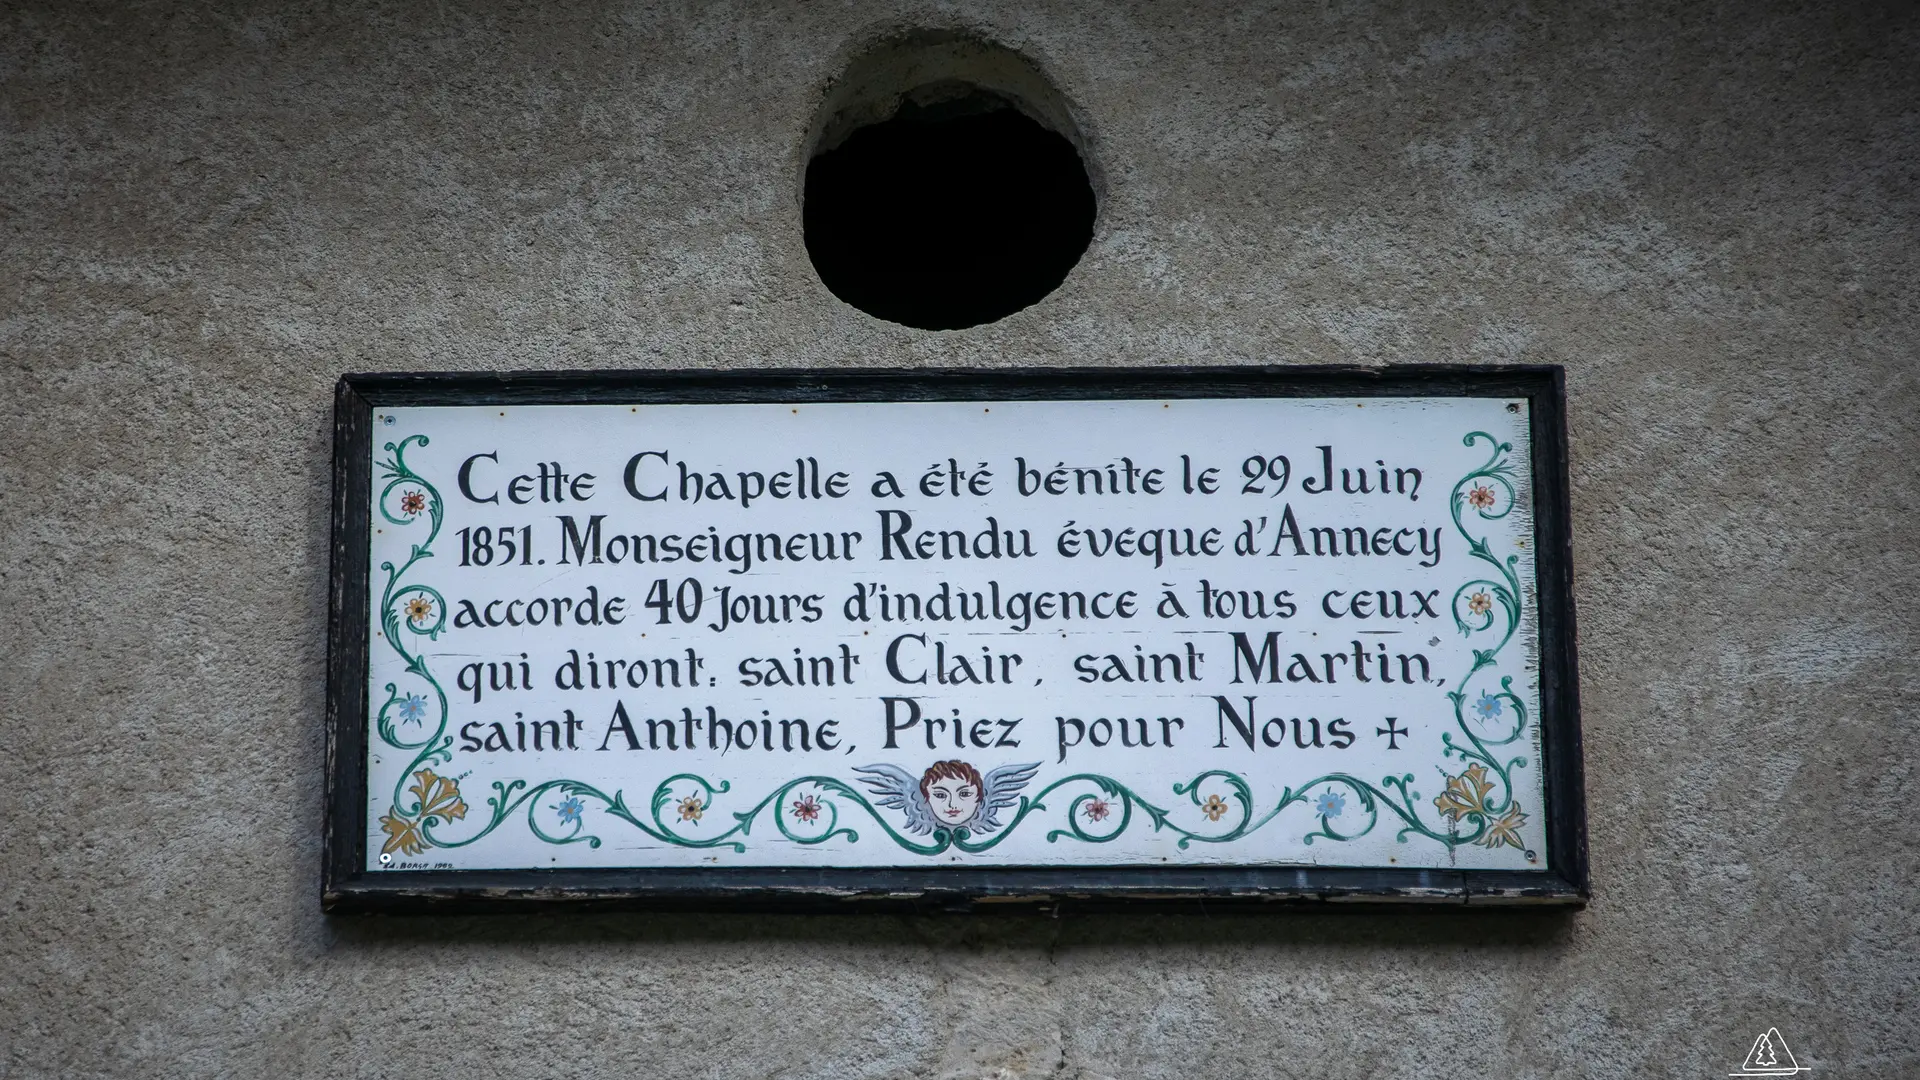 Cette Chapelle a été bénite le 29 Juin
1851. Monseigneur Rendu éveque d'Annecy
accorde 40 Jours d'indulgence à tous ceux
qui diront: saint Clair, saint Martin,
saint Anthoine, Priez pour Nous +